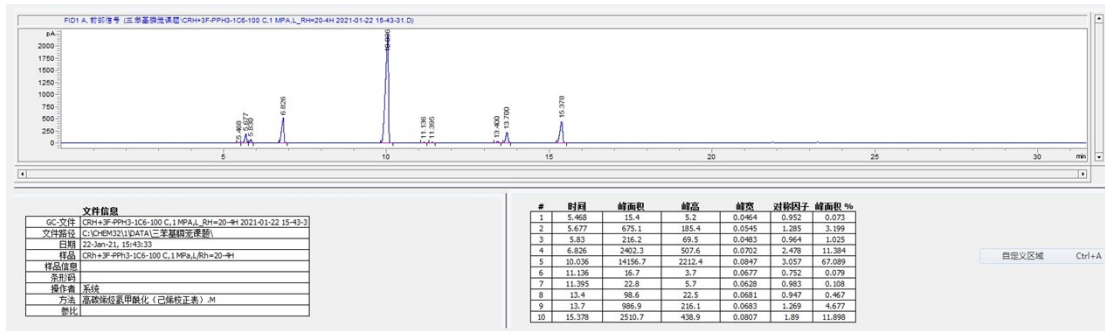 FID1 A, 前部信号 (三苯基膦笼课题\CRH+3F-PPH3-1C6-100 C,1 MPA,L_RH=20-4H 2021-01-22 15-43-31.D)
pA
2000
1750
1500
1250
1000
750
500
250
0
5.468
5.677
5.830
6.826
10.036
11.136
11.395
13.400
13.700
15.378
5
10
15
20
25
30
min
文件信息
GC-文件 CRH+3F-PPH3-1C6-100 C,1 MPA,L_RH=20-4H 2021-01-22 15-43-3
文件路径 C:\CHEM32\1\DATA\三苯基膦笼课题\
日期 22-Jan-21, 15:43:33
样品 CRh+3F-PPh3-1C6-100 C,1 MPa,L/Rh=20-4H
样品信息
条形码
操作者 系统
方法 高碳烯烃氢甲酰化（己烯校正表）.M
参比
# 时间 峰面积 峰高 峰宽 对称因子 峰面积 %
1 5.468 15.4 5.2 0.0464 0.952 0.073
2 5.677 675.1 185.4 0.0545 1.285 3.199
3 5.83 216.2 69.5 0.0483 0.964 1.025
4 6.826 2402.3 507.6 0.0702 2.478 11.384
5 10.036 14156.7 2212.4 0.0847 3.057 67.089
6 11.136 16.7 3.7 0.0677 0.752 0.079
7 11.395 22.8 5.7 0.0628 0.983 0.108
8 13.4 98.6 22.5 0.0681 0.947 0.467
9 13.7 986.9 216.1 0.0683 1.269 4.677
10 15.378 2510.7 438.9 0.0807 1.89 11.898
自定义区域 Ctrl+A